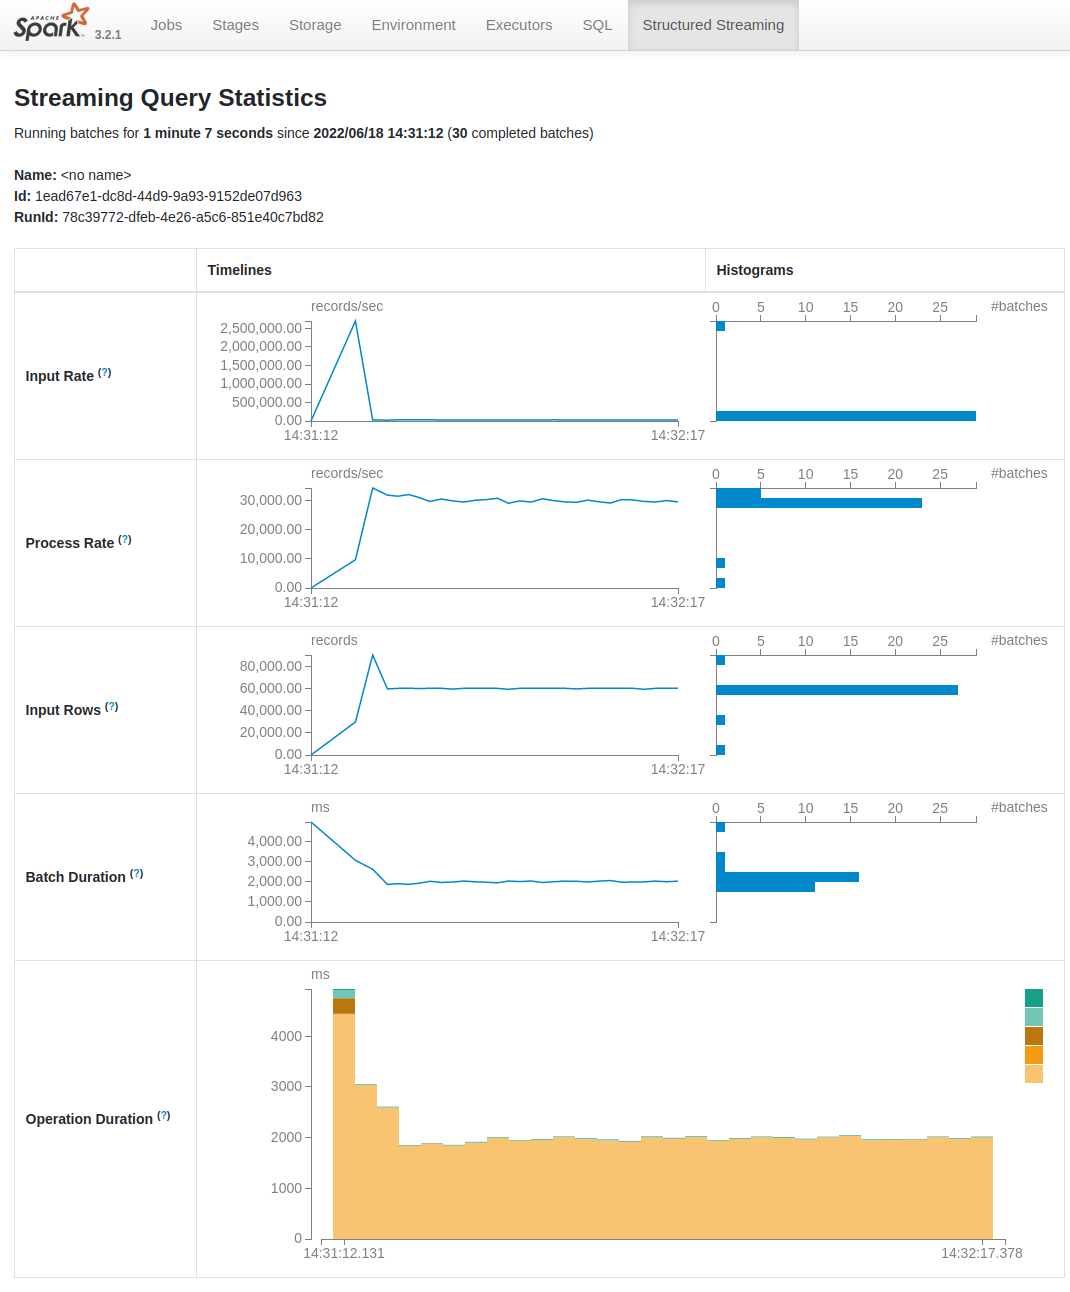 APACHE
Spark 3.2.1 Jobs Stages Storage Environment Executors SQL Structured Streaming
Streaming Query Statistics
Running batches for 1 minute 7 seconds since 2022/06/18 14:31:12 (30 completed batches)
Name: <no name>
Id: 1ead67e1-dc8d-44d9-9a93-9152de07d963
RunId: 78c39772-dfeb-4e26-a5c6-851e40c7bd82
Timelines Histograms
Input Rate (?)
records/sec
2,500,000.00
2,000,000.00
1,500,000.00
1,000,000.00
500,000.00
0.00
14:31:12 14:32:17
0 5 10 15 20 25 #batches
Process Rate (?)
records/sec
30,000.00
20,000.00
10,000.00
0.00
14:31:12 14:32:17
0 5 10 15 20 25 #batches
Input Rows (?)
records
80,000.00
60,000.00
40,000.00
20,000.00
0.00
14:31:12 14:32:17
0 5 10 15 20 25 #batches
Batch Duration (?)
ms
4,000.00
3,000.00
2,000.00
1,000.00
0.00
14:31:12 14:32:17
0 5 10 15 20 25 #batches
Operation Duration (?)
ms
4000
3000
2000
1000
0
14:31:12.131 14:32:17.378